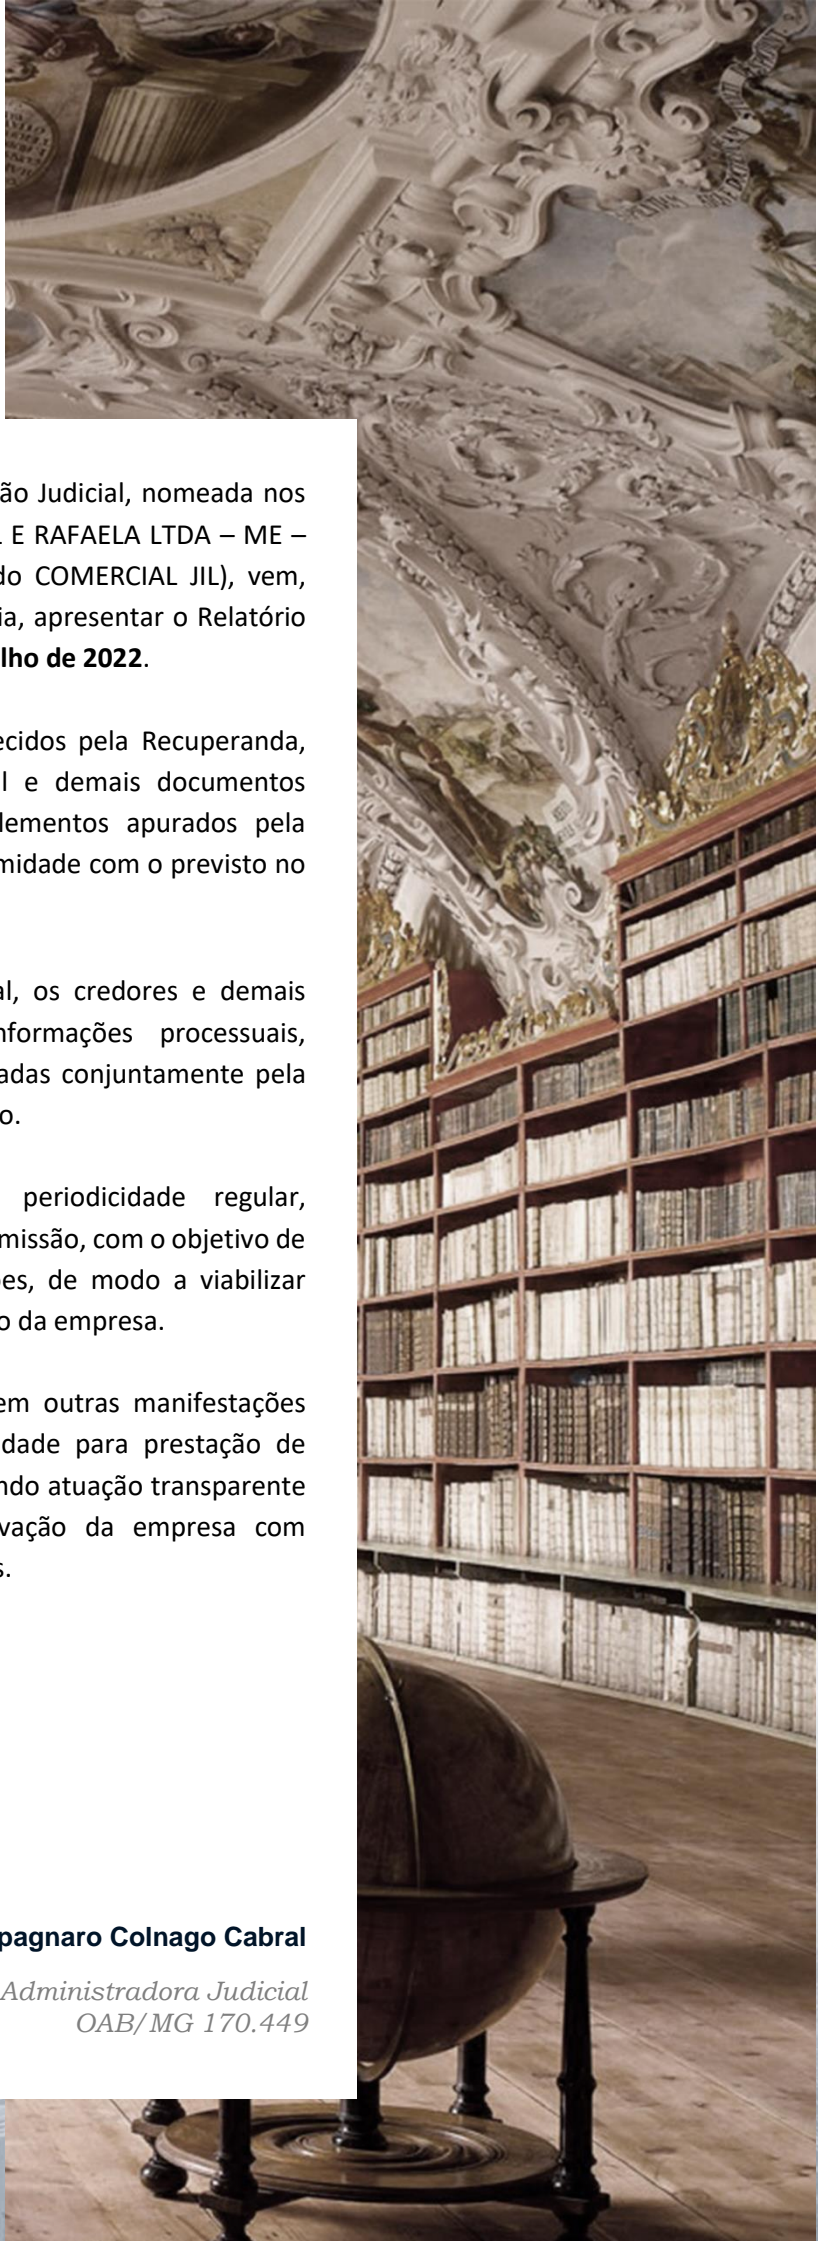 ão Judicial, nomeada nos
E RAFAELA LTDA – ME –
do COMERCIAL JIL), vem,
ia, apresentar o Relatório
lho de 2022.
ecidos pela Recuperanda,
l e demais documentos
lementos apurados pela
midade com o previsto no
al, os credores e demais
nformações processuais,
adas conjuntamente pela
o.
periodicidade regular,
missão, com o objetivo de
es, de modo a viabilizar
o da empresa.
em outras manifestações
dade para prestação de
ndo atuação transparente
vação da empresa com
s.
pagnaro Colnago Cabral
Administradora Judicial
OAB/MG 170.449